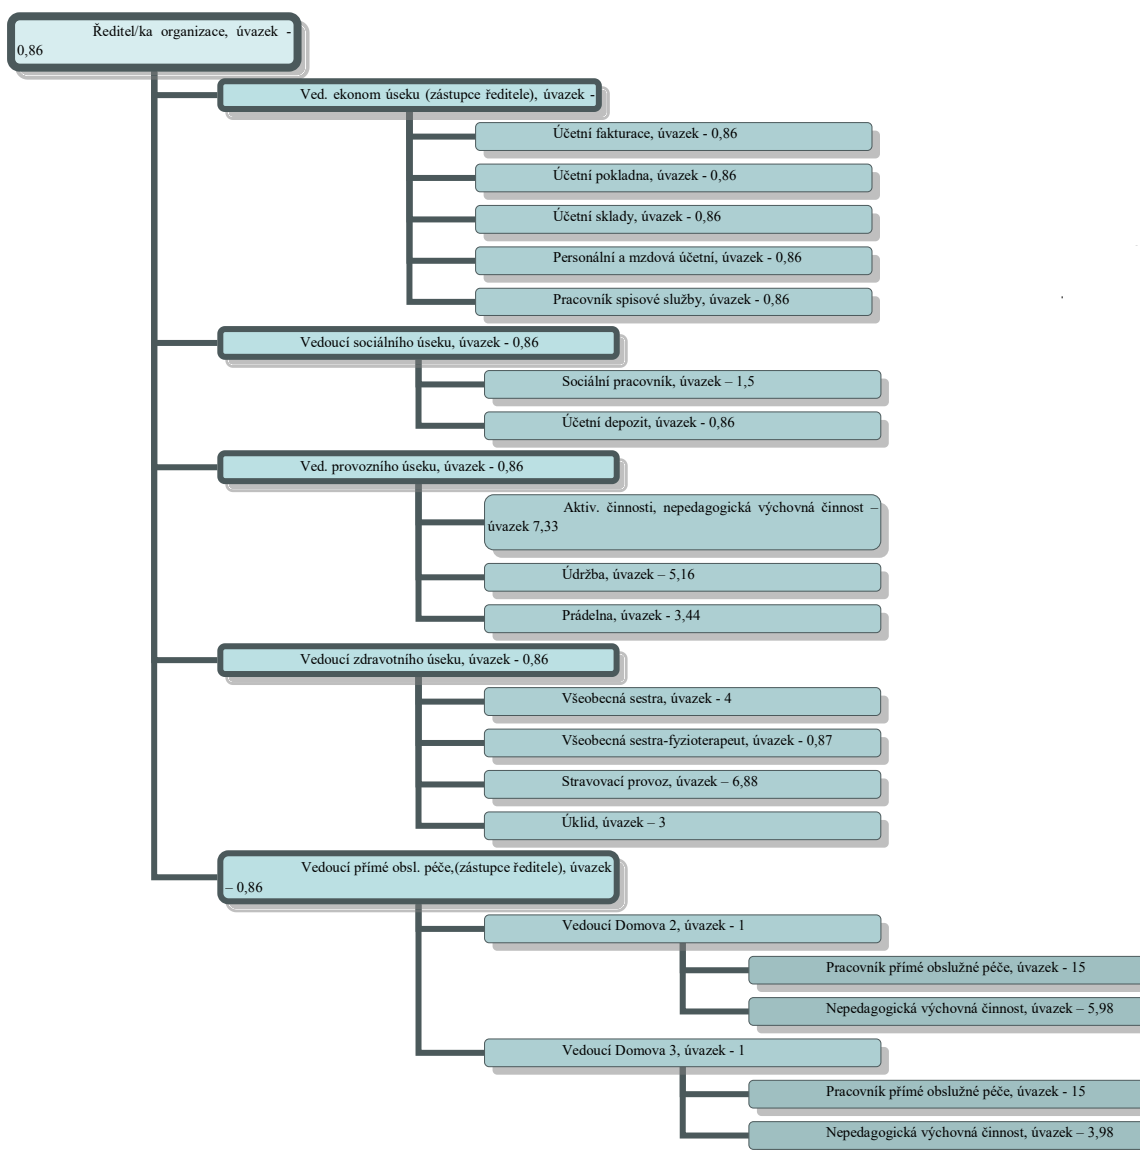 Ředitel/ka organizace, úvazek -
0,86
Ved. ekonom úseku (zástupce ředitele), úvazek -
Účetní fakturace, úvazek - 0,86
Účetní pokladna, úvazek - 0,86
Účetní sklady, úvazek - 0,86
Personální a mzdová účetní, úvazek - 0,86
Pracovník spisové služby, úvazek - 0,86
Vedoucí sociálního úseku, úvazek - 0,86
Sociální pracovník, úvazek – 1,5
Účetní depozit, úvazek - 0,86
Ved. provozního úseku, úvazek - 0,86
Aktiv. činnosti, nepedagogická výchovná činnost –
úvazek 7,33
Údržba, úvazek – 5,16
Prádelna, úvazek - 3,44
Vedoucí zdravotního úseku, úvazek - 0,86
Všeobecná sestra, úvazek - 4
Všeobecná sestra-fyzioterapeut, úvazek - 0,87
Stravovací provoz, úvazek – 6,88
Úklid, úvazek – 3
Vedoucí přímé obsl. péče,(zástupce ředitele), úvazek
– 0,86
Vedoucí Domova 2, úvazek - 1
Pracovník přímé obslužné péče, úvazek - 15
Nepedagogická výchovná činnost, úvazek – 5,98
Vedoucí Domova 3, úvazek - 1
Pracovník přímé obslužné péče, úvazek - 15
Nepedagogická výchovná činnost, úvazek – 3,98